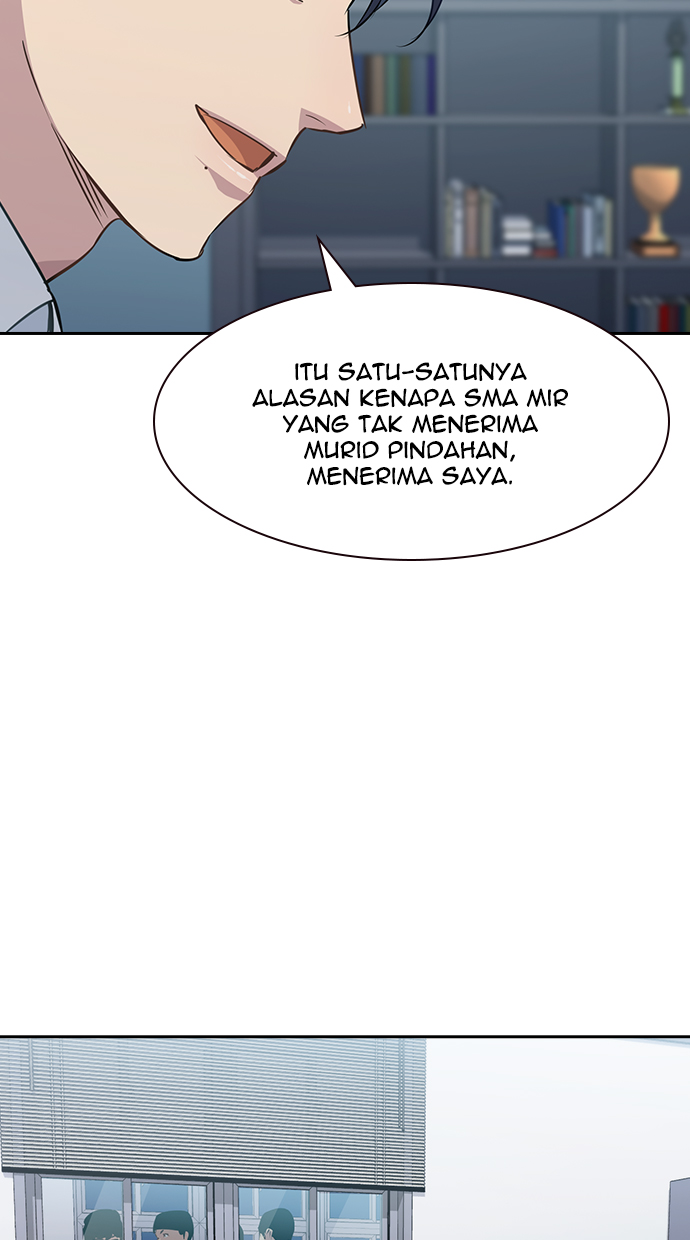 ITU SATU-SATUNYA
ALASAN KENAPA SMA MIR
YANG TAK MENERIMA
MURID PINDAHAN,
MENERIMA SAYA.